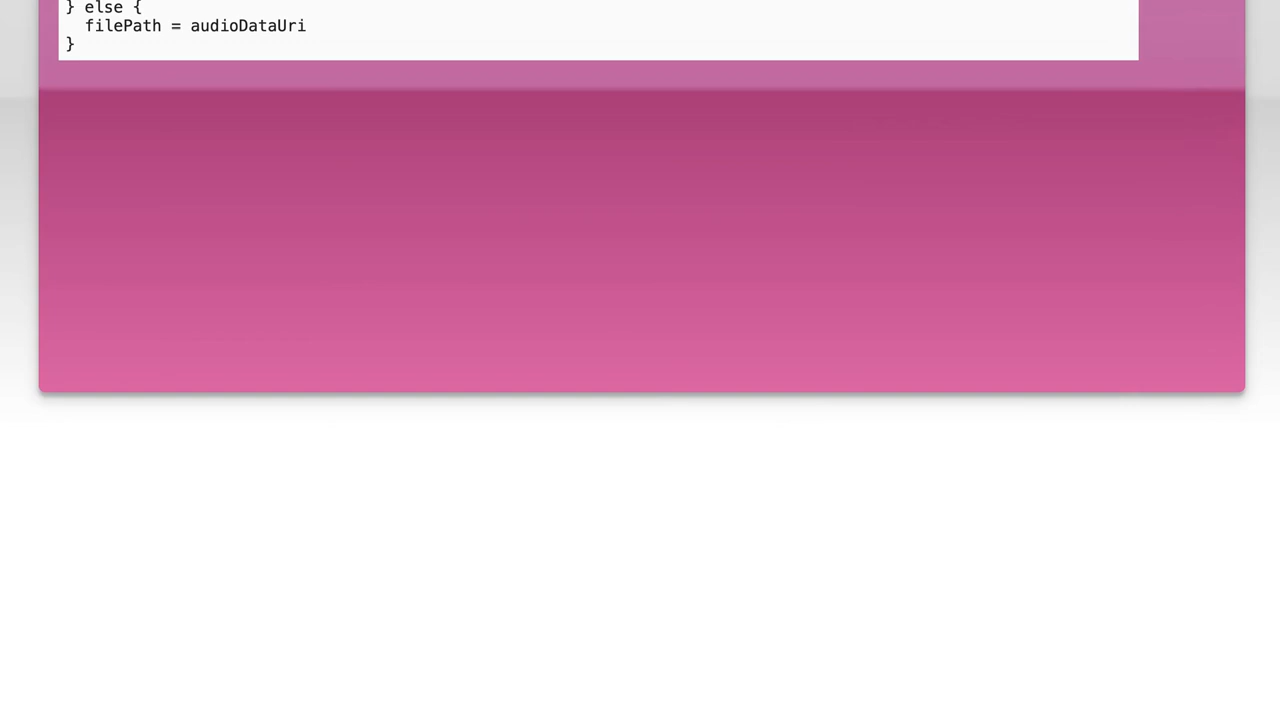 } else {
  filePath = audioDataUri
}